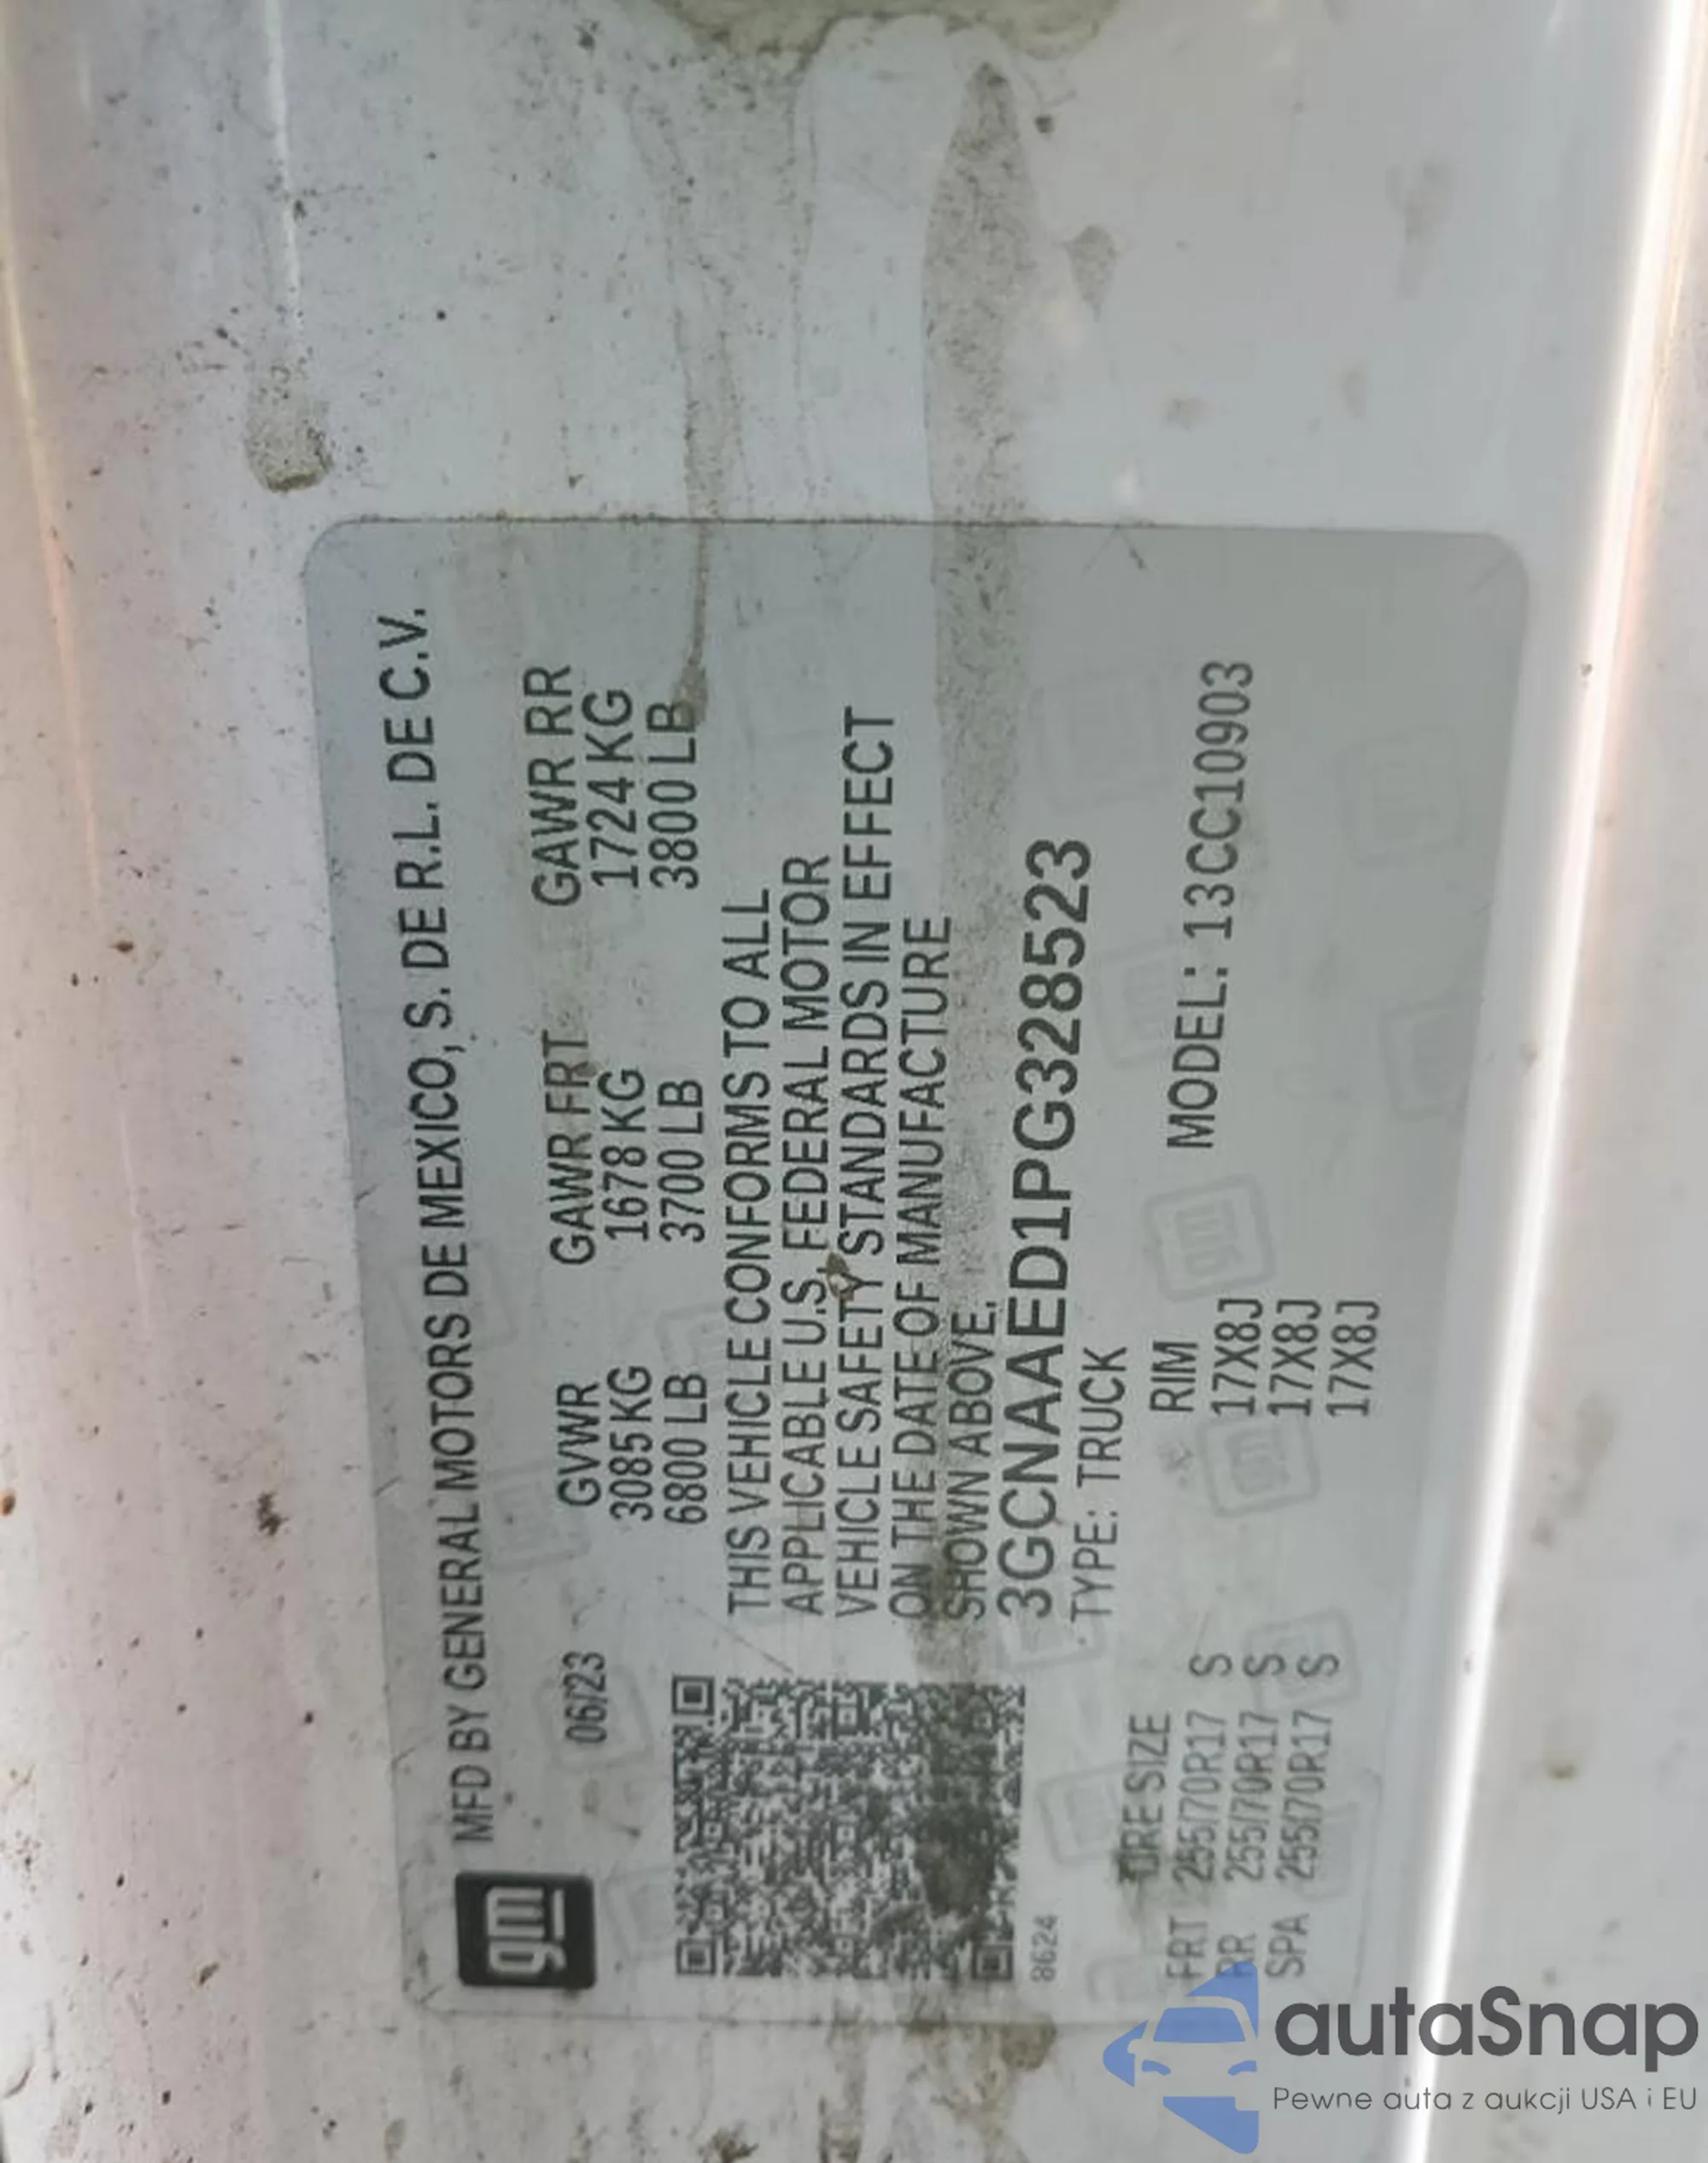 gm MFD BY GENERAL MOTORS DE MEXICO, S. DE R.L. DE C.V.
06/23 GVWR GAWR FRT GAWR RR
3085 KG 1678 KG 1724 KG
6800 LB 3700 LB 3800 LB
THIS VEHICLE CONFORMS TO ALL
APPLICABLE U.S. FEDERAL MOTOR
VEHICLE SAFETY STANDARDS IN EFFECT
ON THE DATE OF MANUFACTURE
SHOWN ABOVE.
3GCNAAED1PG328523
8624 TYPE: TRUCK
TIRE SIZE RIM MODEL: 13CC10903
FRT 255/70R17 S 17X8J
RR 255/70R17 S 17X8J
SPA 255/70R17 S 17X8J
autaSnap
Pewne auta z aukcji USA i EU